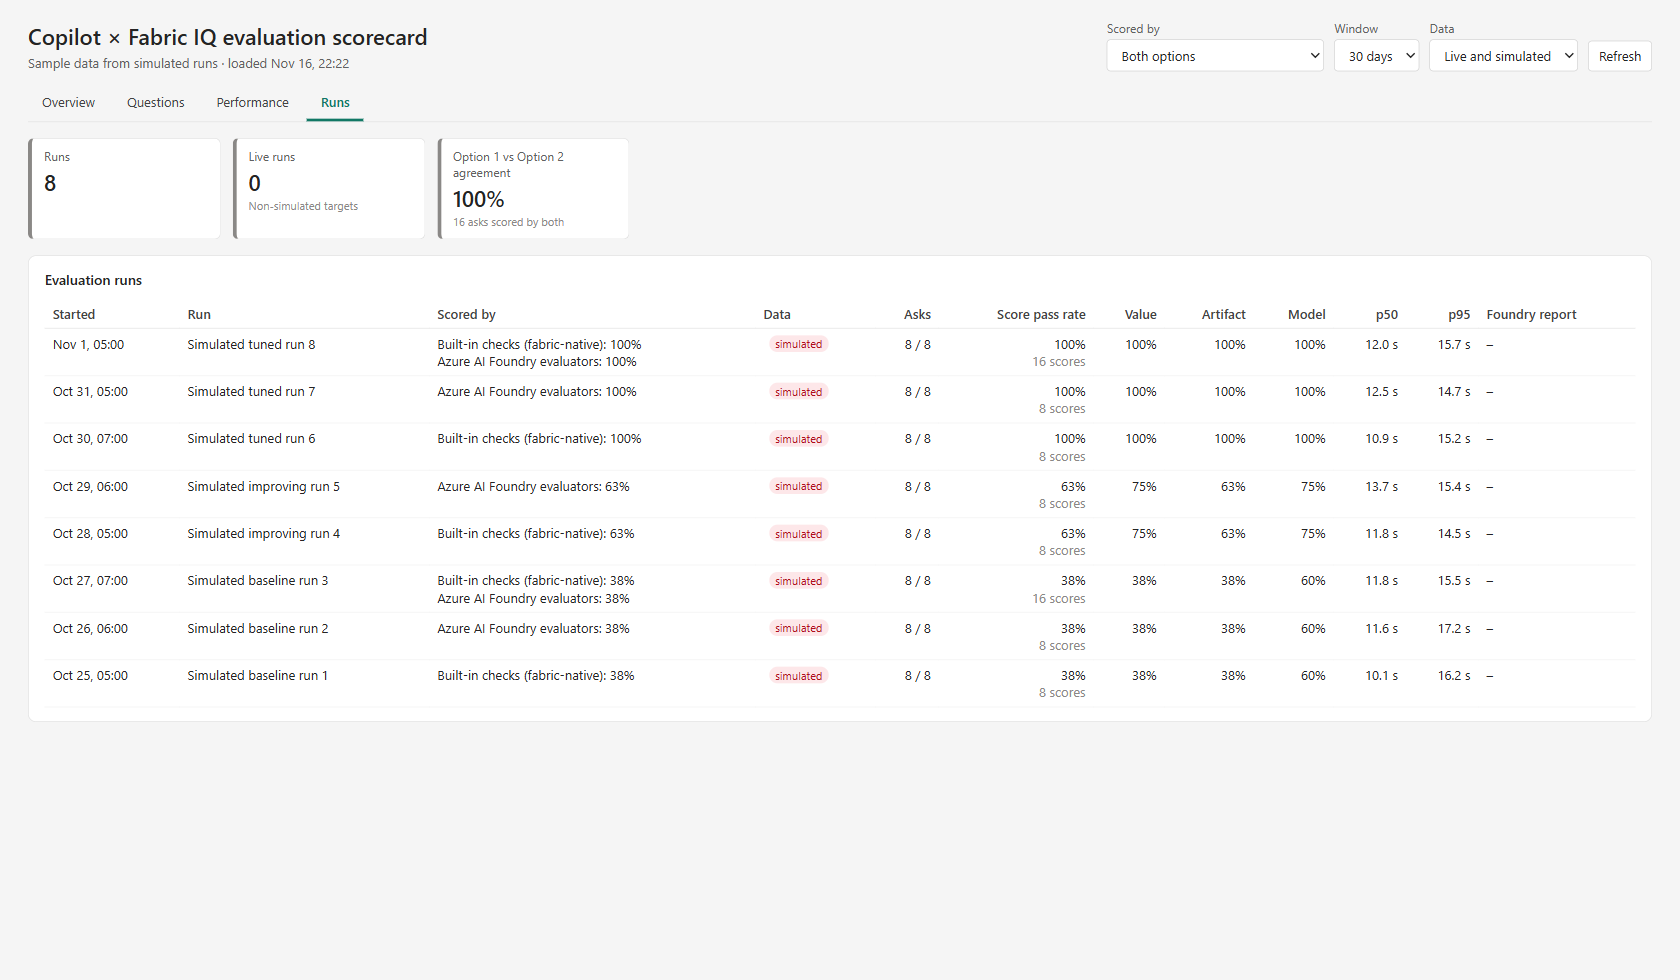 Copilot × Fabric IQ evaluation scorecard
Sample data from simulated runs · loaded Nov 16, 22:22
Scored by Window Data
Both options 30 days Live and simulated Refresh
Overview Questions Performance Runs
Runs
8
Live runs
0
Non-simulated targets
Option 1 vs Option 2
agreement
100%
16 asks scored by both
Evaluation runs
Started Run Scored by Data Asks Score pass rate Value Artifact Model p50 p95 Foundry report
Nov 1, 05:00 Simulated tuned run 8 Built-in checks (fabric-native): 100% simulated 8 / 8 100% 100% 100% 100% 12.0 s 15.7 s –
Azure AI Foundry evaluators: 100% 16 scores
Oct 31, 05:00 Simulated tuned run 7 Azure AI Foundry evaluators: 100% simulated 8 / 8 100% 100% 100% 100% 12.5 s 14.7 s –
8 scores
Oct 30, 07:00 Simulated tuned run 6 Built-in checks (fabric-native): 100% simulated 8 / 8 100% 100% 100% 100% 10.9 s 15.2 s –
8 scores
Oct 29, 06:00 Simulated improving run 5 Azure AI Foundry evaluators: 63% simulated 8 / 8 63% 75% 63% 75% 13.7 s 15.4 s –
8 scores
Oct 28, 05:00 Simulated improving run 4 Built-in checks (fabric-native): 63% simulated 8 / 8 63% 75% 63% 75% 11.8 s 14.5 s –
8 scores
Oct 27, 07:00 Simulated baseline run 3 Built-in checks (fabric-native): 38% simulated 8 / 8 38% 38% 38% 60% 11.8 s 15.5 s –
Azure AI Foundry evaluators: 38% 16 scores
Oct 26, 06:00 Simulated baseline run 2 Azure AI Foundry evaluators: 38% simulated 8 / 8 38% 38% 38% 60% 11.6 s 17.2 s –
8 scores
Oct 25, 05:00 Simulated baseline run 1 Built-in checks (fabric-native): 38% simulated 8 / 8 38% 38% 38% 60% 10.1 s 16.2 s –
8 scores